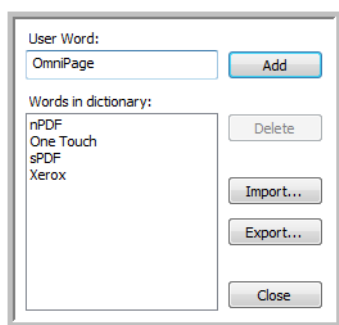 User Word:
OmniPage
Add
Words in dictionary:
nPDF
One Touch
sPDF
Xerox
Delete
Import...
Export...
Close